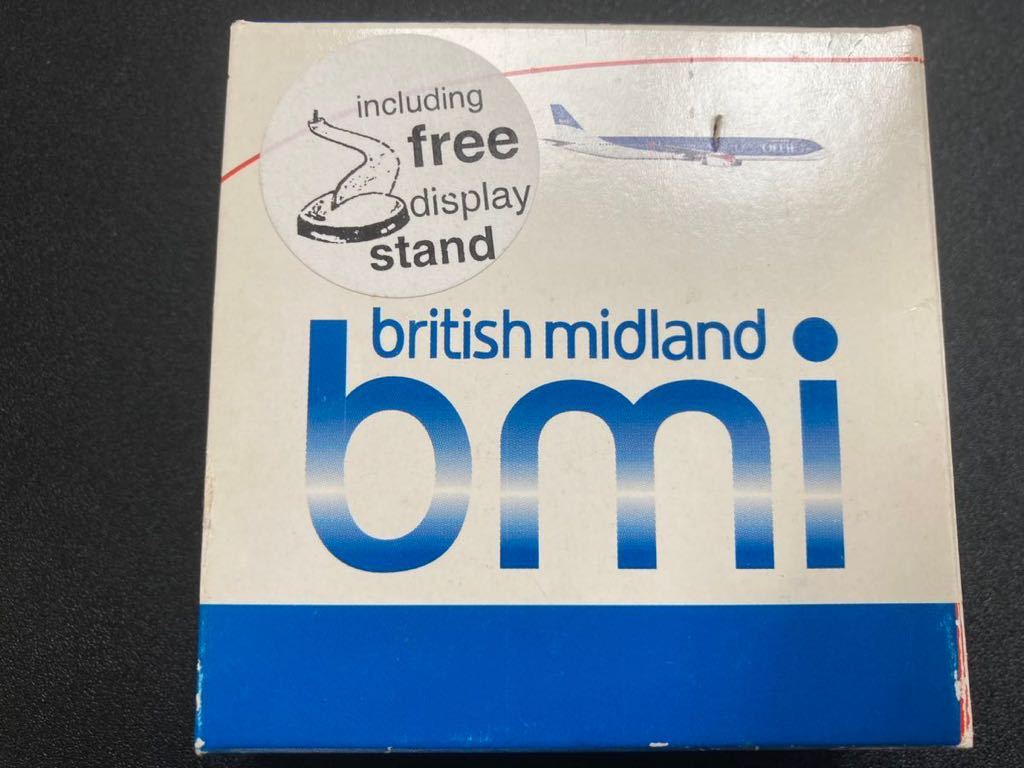 including
free
display
stand
british midland
bmi